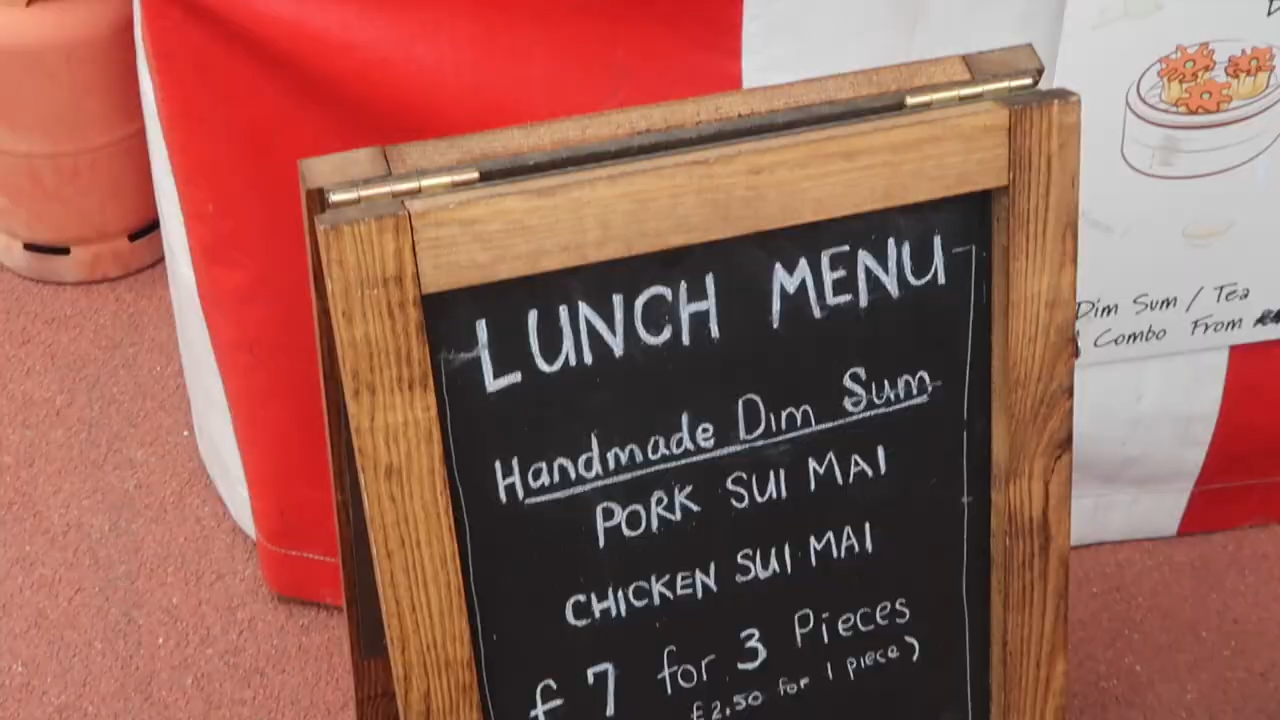 LUNCH MENU
Handmade Dim Sum
PORK SUI MAI
CHICKEN SUI MAI
£7 for 3 Pieces
£2.50 for 1 piece)
Dim Sum / Tea
Combo From